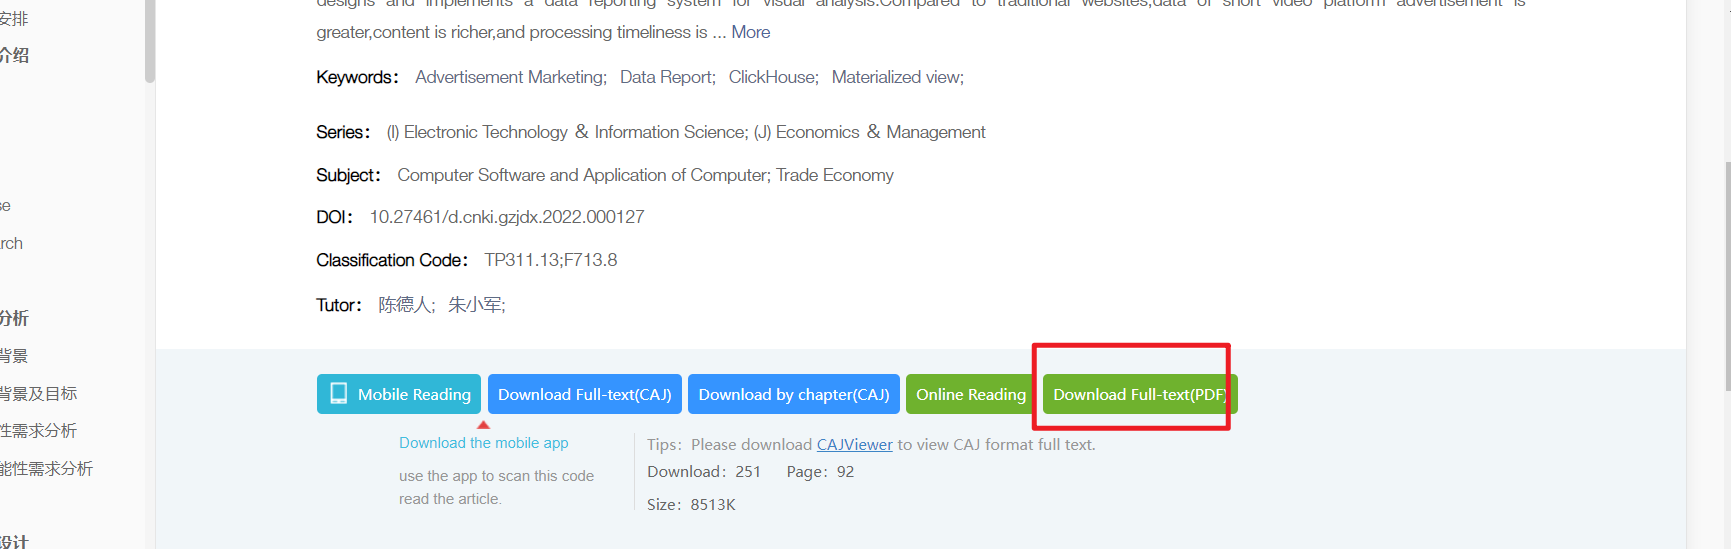 安排
介绍
se
rch
分析
背景
背景及目标
性需求分析
能性需求分析
设计
designs and implements a data reporting system for visual analysis.Compared to traditional websites,data of short video platform advertisement is
greater,content is richer,and processing timeliness is ... More
Keywords： Advertisement Marketing; Data Report; ClickHouse; Materialized view;
Series： (I) Electronic Technology & Information Science; (J) Economics & Management
Subject： Computer Software and Application of Computer; Trade Economy
DOI： 10.27461/d.cnki.gzjdx.2022.000127
Classification Code： TP311.13;F713.8
Tutor： 陈德人; 朱小军;
Mobile Reading Download Full-text(CAJ) Download by chapter(CAJ) Online Reading Download Full-text(PDF)
Download the mobile app
use the app to scan this code
read the article.
Tips：Please download CAJViewer to view CAJ format full text.
Download：251 Page：92
Size：8513K